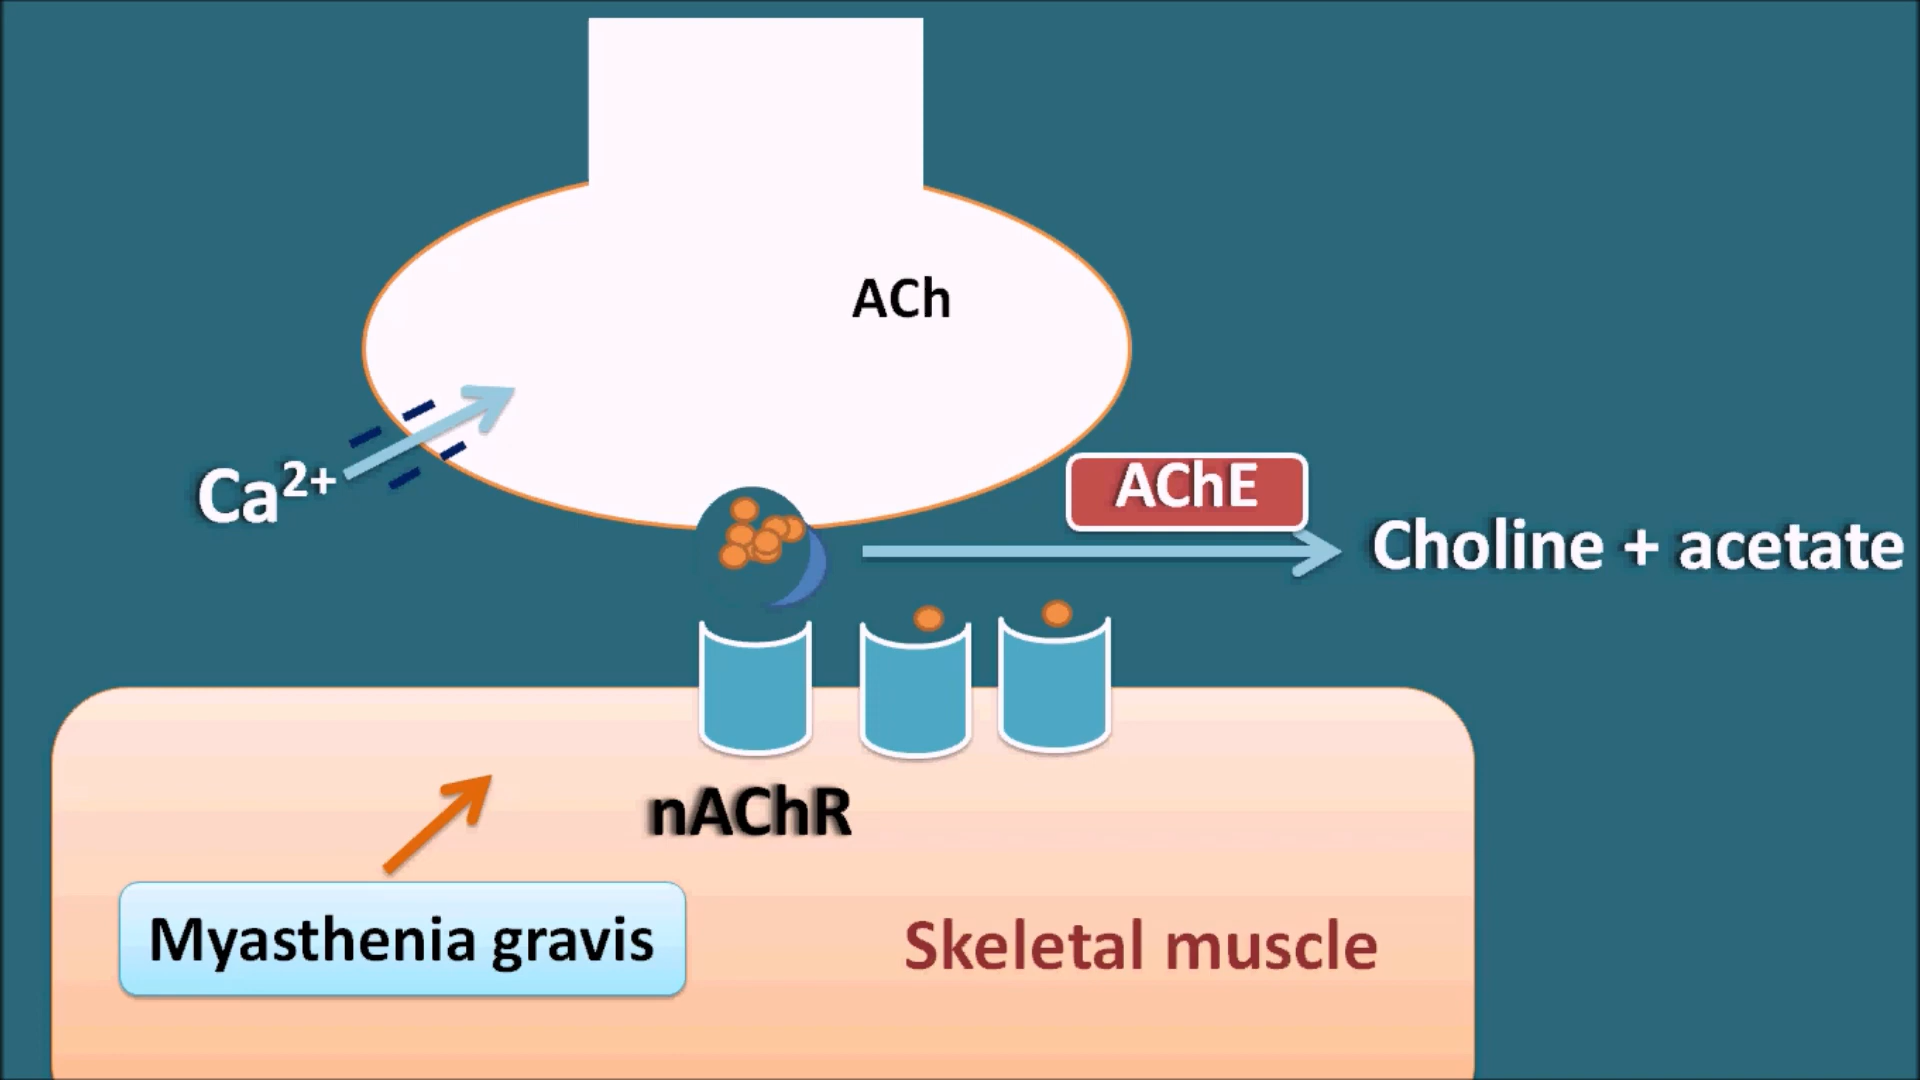 ACh
Ca²⁺
AChE
Choline + acetate
nAChR
Myasthenia gravis
Skeletal muscle